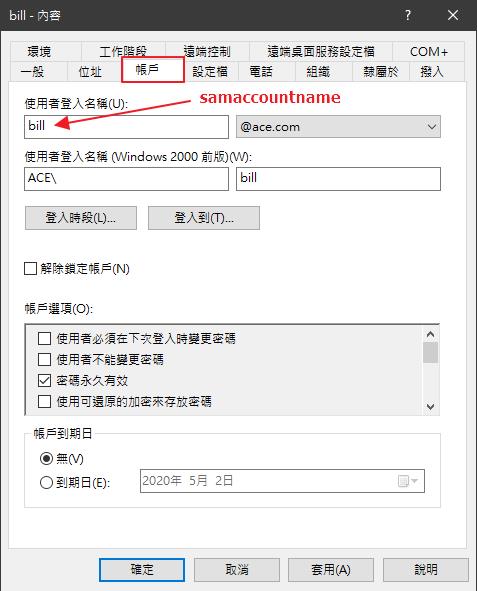 bill - 內容
環境 工作階段 遠端控制 遠端桌面服務設定檔 COM+
一般 位址 帳戶 設定檔 電話 組織 隸屬於 撥入
samaccountname
使用者登入名稱(U):
bill @ace.com
使用者登入名稱 (Windows 2000 前版)(W):
ACE\ bill
登入時段(L)... 登入到(T)...
解除鎖定帳戶(N)
帳戶選項(O):
使用者必須在下次登入時變更密碼
使用者不能變更密碼
密碼永久有效
使用可還原的加密來存放密碼
帳戶到期日
無(V)
到期日(E): 2020年 5月 2日
確定 取消 套用(A) 說明